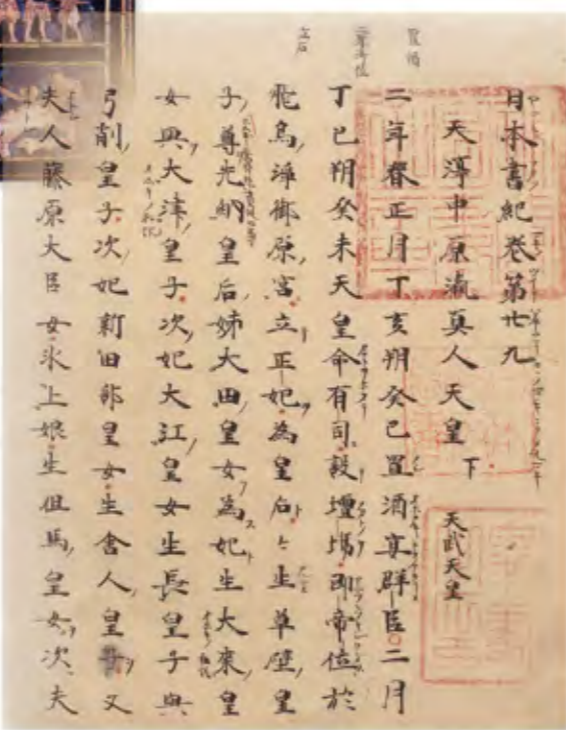 日本書紀巻第廿九
天渟中原瀛真人天皇 下
天武天皇
二年春正月丁亥朔癸巳置酒宴群臣二月
丁巳朔癸未天皇命有司設壇場即帝位於
飛鳥浄御原宮立正妃為皇后々生草壁皇
子尊先納皇后姉大田皇女為妃生大来皇
女與大津皇子次妃大江皇女生長皇子與
弓削皇子次妃新田部皇女生舎人皇子又
夫人藤原大臣女氷上娘生但馬皇女次夫